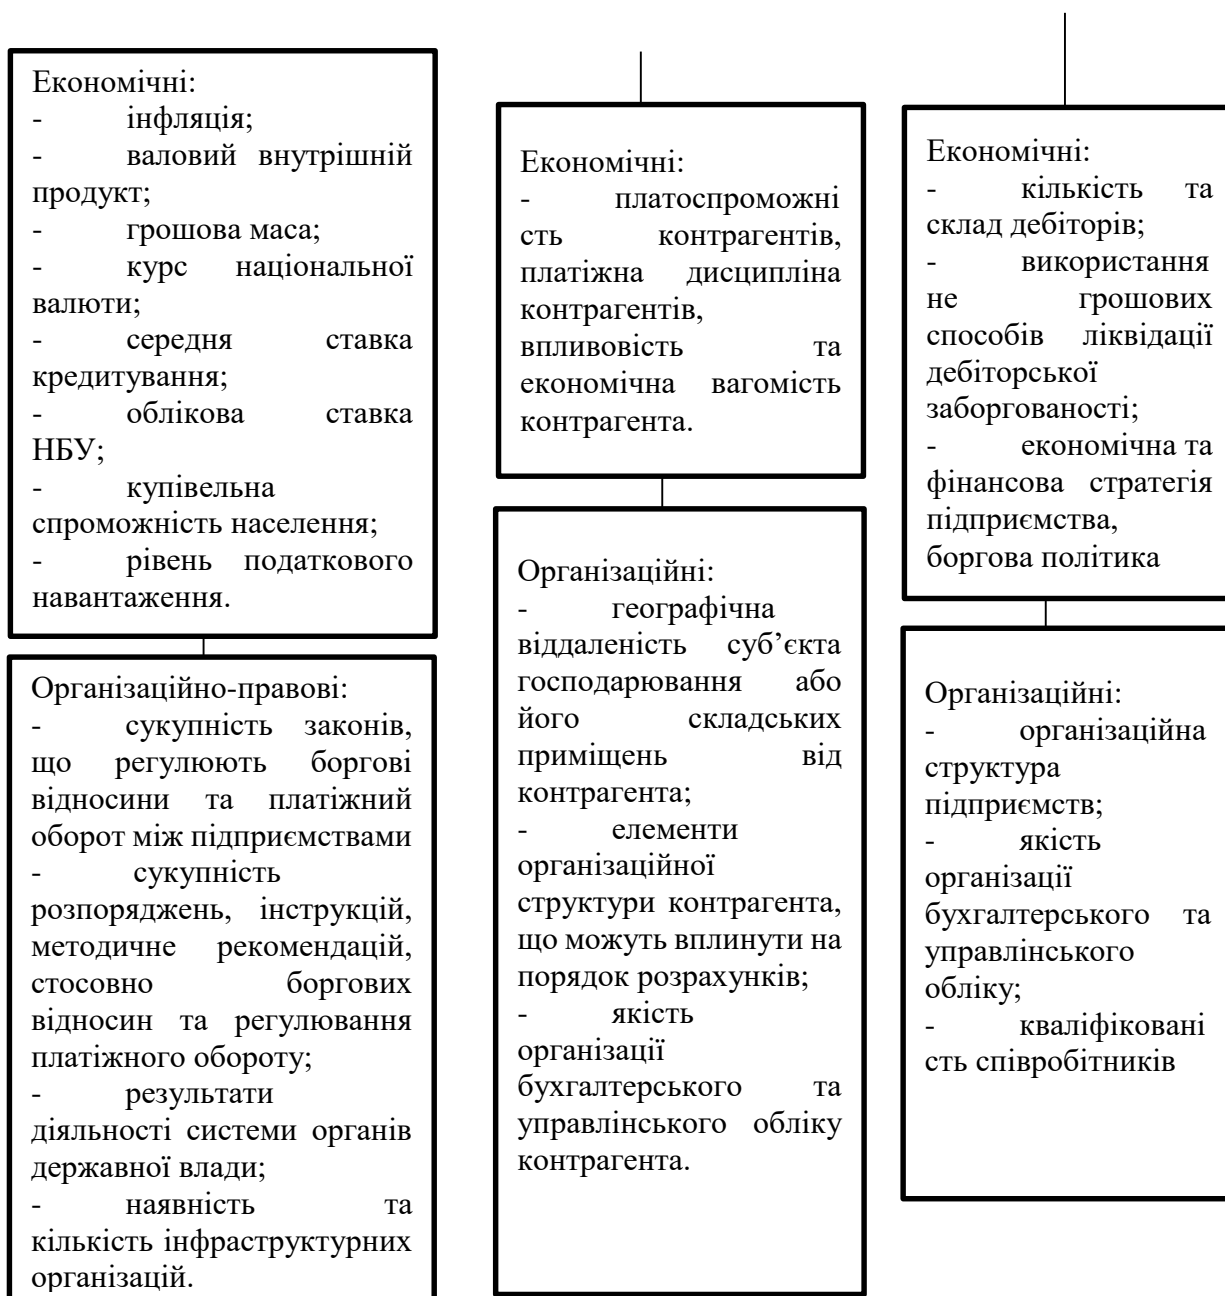 Економічні:
- інфляція;
- валовий внутрішній
продукт;
- грошова маса;
- курс національної
валюти;
- середня ставка
кредитування;
- облікова ставка
НБУ;
- купівельна
спроможність населення;
- рівень податкового
навантаження.
Організаційно-правові:
- сукупність законів,
що регулюють боргові
відносини та платіжний
оборот між підприємствами
- сукупність
розпоряджень, інструкцій,
методичне рекомендацій,
стосовно боргових
відносин та регулювання
платіжного обороту;
- результати
діяльності системи органів
державної влади;
- наявність та
кількість інфраструктурних
організацій.
Економічні:
- платоспроможні
сть контрагентів,
платіжна дисципліна
контрагентів,
впливовість та
економічна вагомість
контрагента.
Організаційні:
- географічна
віддаленість суб’єкта
господарювання або
його складських
приміщень від
контрагента;
- елементи
організаційної
структури контрагента,
що можуть вплинути на
порядок розрахунків;
- якість
організації
бухгалтерського та
управлінського обліку
контрагента.
Економічні:
- кількість та
склад дебіторів;
- використання
не грошових
способів ліквідації
дебіторської
заборгованості;
- економічна та
фінансова стратегія
підприємства,
боргова політика
Організаційні:
- організаційна
структура
підприємств;
- якість
організації
бухгалтерського та
управлінського
обліку;
- кваліфіковані
сть співробітників